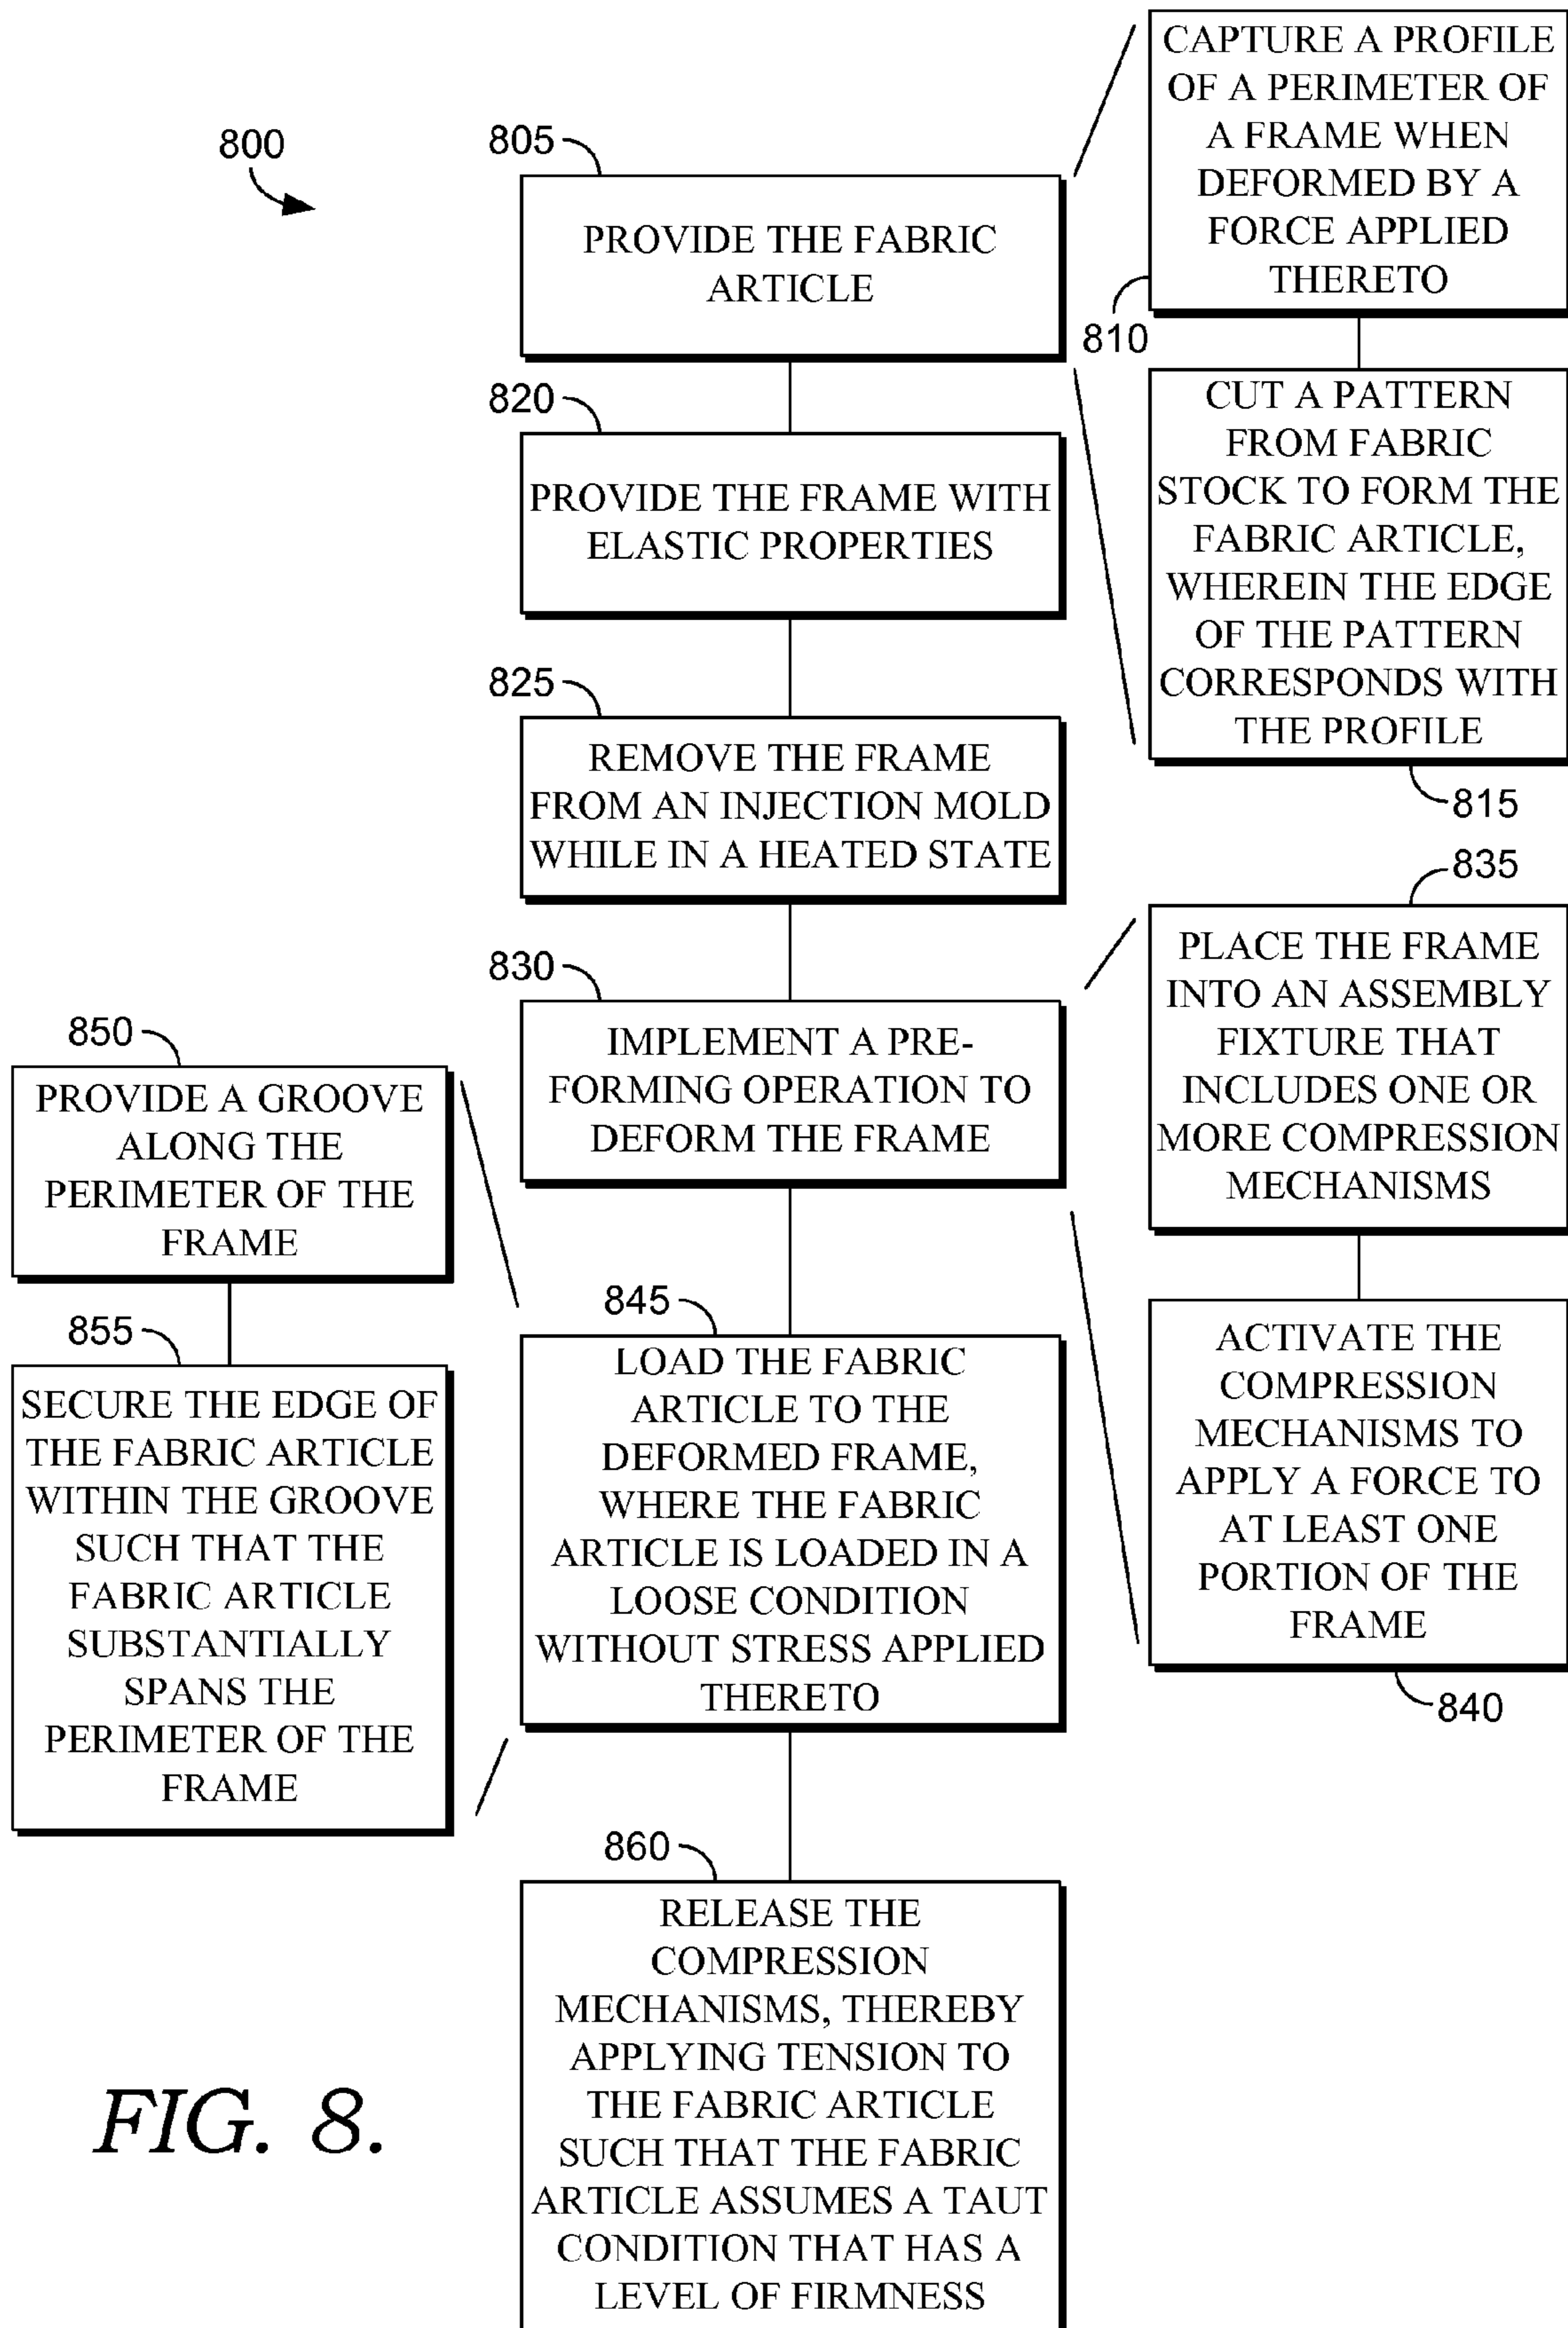 800
805
PROVIDE THE FABRIC
ARTICLE
CAPTURE A PROFILE
OF A PERIMETER OF
A FRAME WHEN
DEFORMED BY A
FORCE APPLIED
THERETO
810
CUT A PATTERN
FROM FABRIC
STOCK TO FORM THE
FABRIC ARTICLE,
WHEREIN THE EDGE
OF THE PATTERN
CORRESPONDS WITH
THE PROFILE
815
820
PROVIDE THE FRAME WITH
ELASTIC PROPERTIES
825
REMOVE THE FRAME
FROM AN INJECTION MOLD
WHILE IN A HEATED STATE
830
IMPLEMENT A PRE-
FORMING OPERATION TO
DEFORM THE FRAME
835
PLACE THE FRAME
INTO AN ASSEMBLY
FIXTURE THAT
INCLUDES ONE OR
MORE COMPRESSION
MECHANISMS
ACTIVATE THE
COMPRESSION
MECHANISMS TO
APPLY A FORCE TO
AT LEAST ONE
PORTION OF THE
FRAME
840
845
LOAD THE FABRIC
ARTICLE TO THE
DEFORMED FRAME,
WHERE THE FABRIC
ARTICLE IS LOADED IN A
LOOSE CONDITION
WITHOUT STRESS APPLIED
THERETO
850
PROVIDE A GROOVE
ALONG THE
PERIMETER OF THE
FRAME
855
SECURE THE EDGE OF
THE FABRIC ARTICLE
WITHIN THE GROOVE
SUCH THAT THE
FABRIC ARTICLE
SUBSTANTIALLY
SPANS THE
PERIMETER OF THE
FRAME
860
RELEASE THE
COMPRESSION
MECHANISMS, THEREBY
APPLYING TENSION TO
THE FABRIC ARTICLE
SUCH THAT THE FABRIC
ARTICLE ASSUMES A TAUT
CONDITION THAT HAS A
LEVEL OF FIRMNESS
FIG. 8.